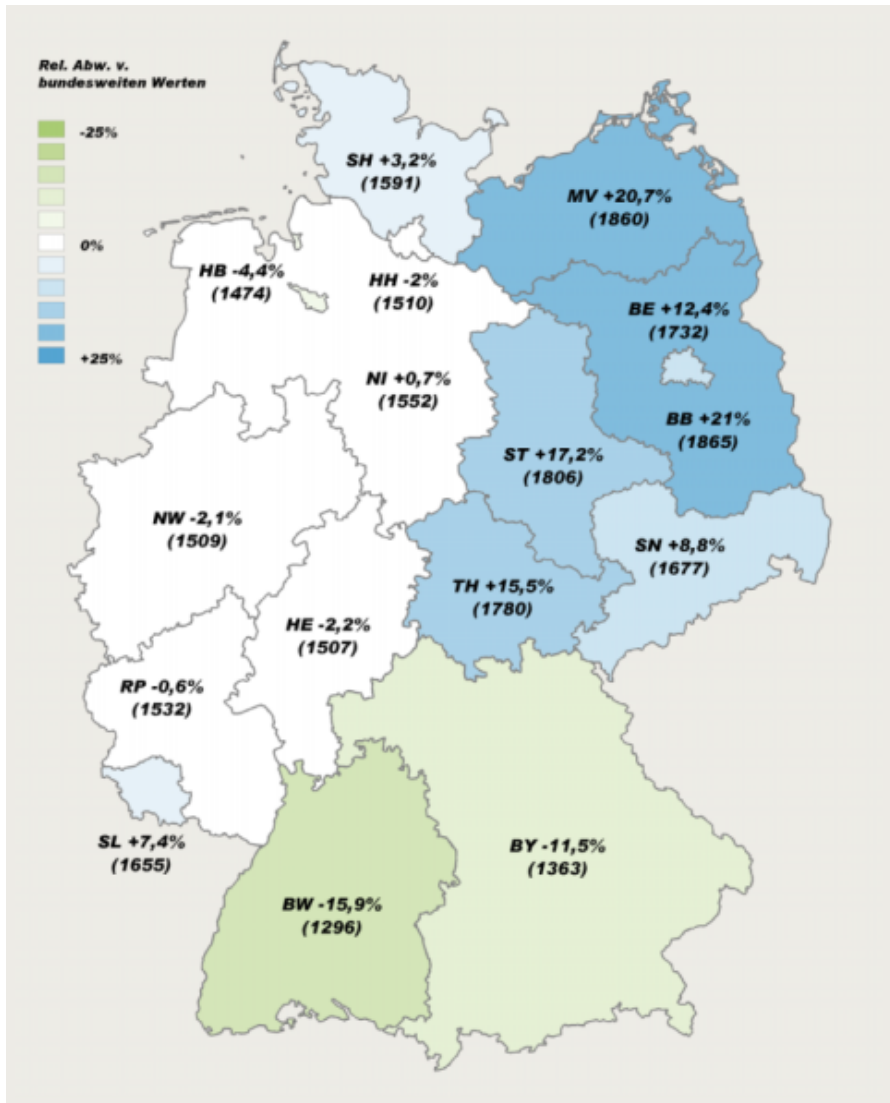 Rel. Abw. v.
bundesweiten Werten
-25%
0%
+25%
SH +3,2%
(1591)
MV +20,7%
(1860)
HB -4,4%
(1474)
HH -2%
(1510)
BE +12,4%
(1732)
NI +0,7%
(1552)
BB +21%
(1865)
ST +17,2%
(1806)
NW -2,1%
(1509)
SN +8,8%
(1677)
TH +15,5%
(1780)
HE -2,2%
(1507)
RP -0,6%
(1532)
SL +7,4%
(1655)
BY -11,5%
(1363)
BW -15,9%
(1296)